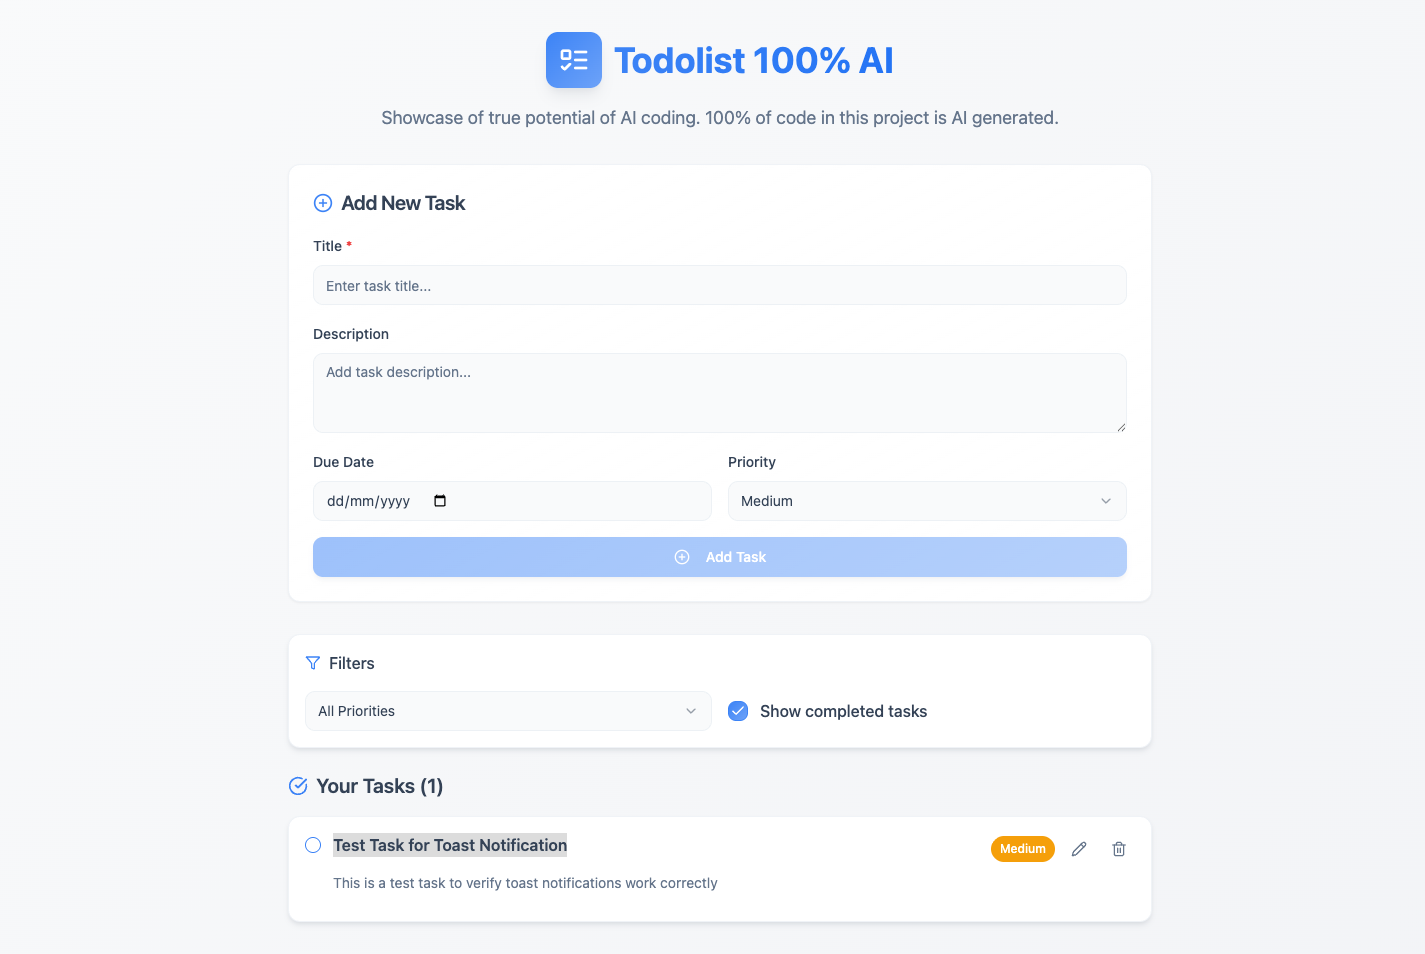 Todolist 100% AI
Showcase of true potential of AI coding. 100% of code in this project is AI generated.
Add New Task
Title *
Enter task title...
Description
Add task description...
Due Date
Priority
dd/mm/yyyy
Medium
Add Task
Filters
All Priorities
Show completed tasks
Your Tasks (1)
Test Task for Toast Notification
Medium
This is a test task to verify toast notifications work correctly